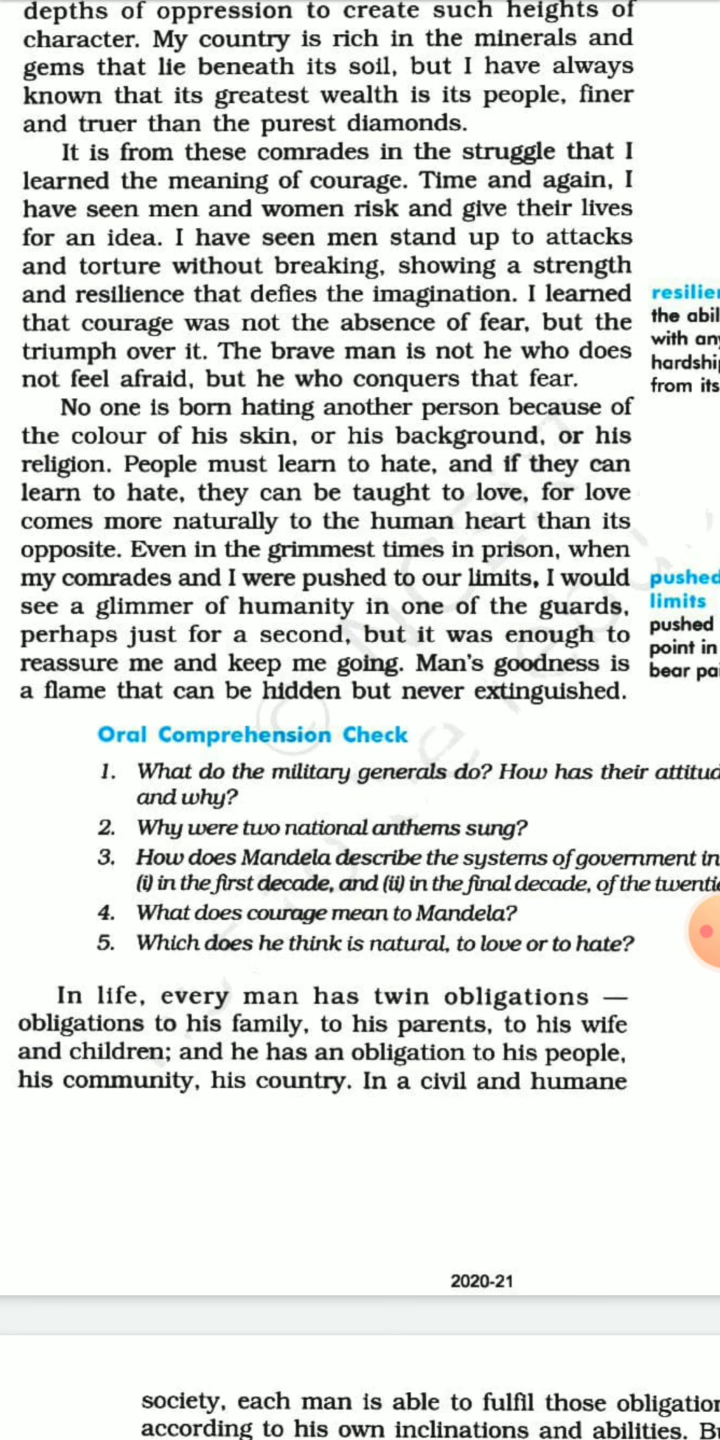 depths of oppression to create such heights of
character. My country is rich in the minerals and
gems that lie beneath its soil, but I have always
known that its greatest wealth is its people, finer
and truer than the purest diamonds.
It is from these comrades in the struggle that I
learned the meaning of courage. Time and again, I
have seen men and women risk and give their lives
for an idea. I have seen men stand up to attacks
and torture without breaking, showing a strength
and resilience that defies the imagination. I learned
that courage was not the absence of fear, but the
triumph over it. The brave man is not he who does
not feel afraid, but he who conquers that fear.
resilie
the abil
with an
hardshi
from its
No one is born hating another person because of
the colour of his skin, or his background, or his
religion. People must learn to hate, and if they can
learn to hate, they can be taught to love, for love
comes more naturally to the human heart than its
opposite. Even in the grimmest times in prison, when
my comrades and I were pushed to our limits, I would
see a glimmer of humanity in one of the guards,
perhaps just for a second, but it was enough to
reassure me and keep me going. Man's goodness is
a flame that can be hidden but never extinguished.
pushed
limits
pushed
point in
bear pa
Oral Comprehension Check
1. What do the military generals do? How has their attitud
and why?
2. Why were two national anthems sung?
3. How does Mandela describe the systems of government in
(i) in the first decade, and (ii) in the final decade, of the twenti
4. What does courage mean to Mandela?
5. Which does he think is natural, to love or to hate?
In life, every man has twin obligations —
obligations to his family, to his parents, to his wife
and children; and he has an obligation to his people,
his community, his country. In a civil and humane
2020-21
society, each man is able to fulfil those obligation
according to his own inclinations and abilities. B